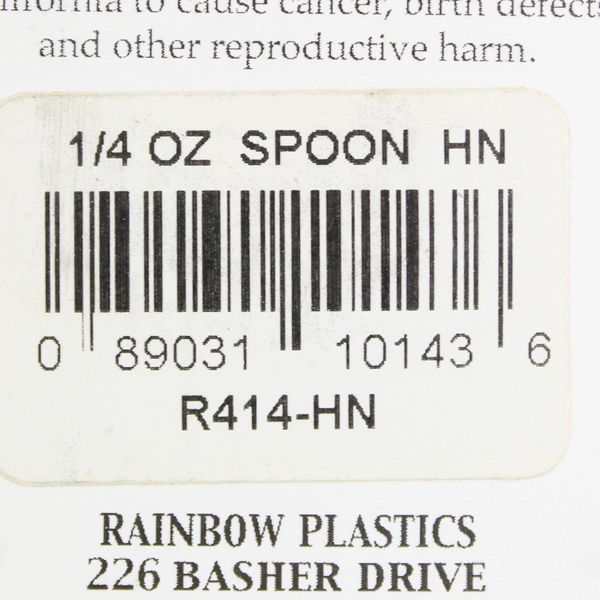 to cause cancer, birth defects
and other reproductive harm.
1/4 OZ SPOON HN
0 89031 10143 6
R414-HN
RAINBOW PLASTICS
226 BASHER DRIVE